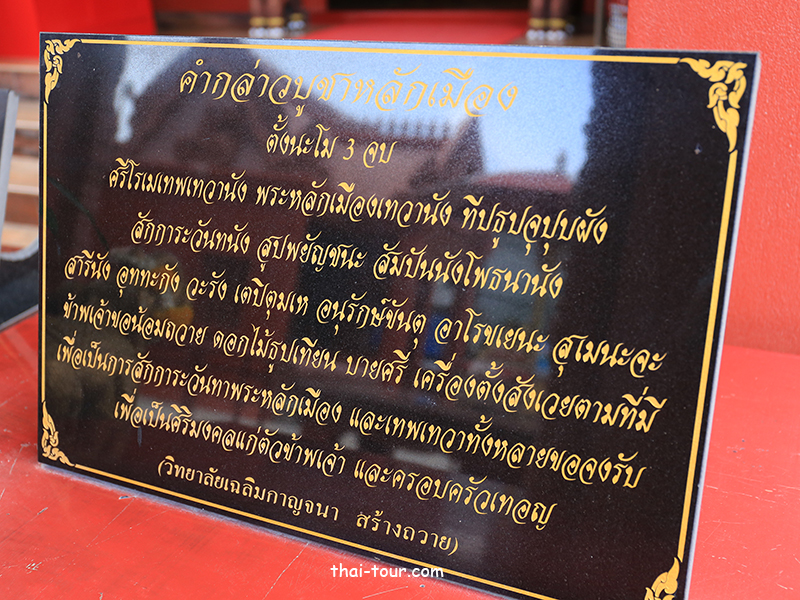 คำกล่าวบูชาหลักเมือง
ตั้งนะโม 3 จบ
ศรีโรเมเทพเทวานัง พระหลักเมืองเทวานัง ทีปธูปจุปุบผัง
สักการะวันทนัง สูปพยัญชนะ สัมปันนังโพธนานัง
สารีนัง อุททะกัง วะรัง เตปิตุมเห อนุรักษ์ขันตุ อาโรขเยนะ สุเมนะจะ
ข้าพเจ้าขอน้อมถวาย ดอกไม้ธูปเทียน บายศรี เครื่องตั้งสังเวยตามที่มี
เพื่อเป็นการสักการะวันทาพระหลักเมือง และเทพเทวาทั้งหลายขอจงรับ
เพื่อเป็นศิริมงคลแก่ตัวข้าพเจ้า และครอบครัวเทอญ
(วิทยาลัยเฉลิมกาญจนา สร้างถวาย)
thai-tour.com